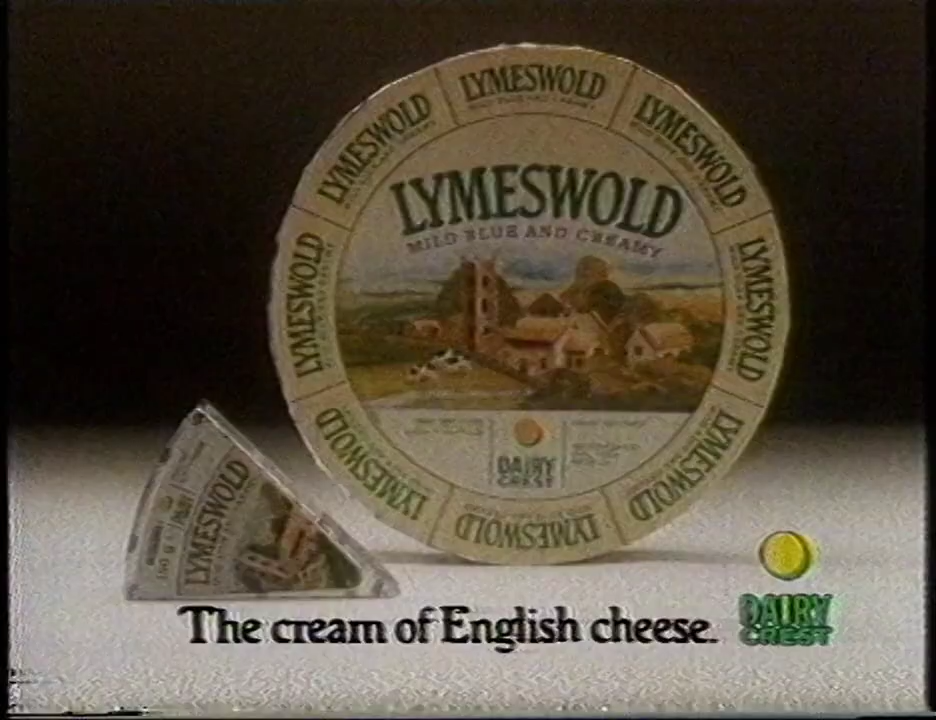 LYMESWOLD
LYMESWOLD
LYMESWOLD
LYMESWOLD
MILD BLUE AND CREAMY
LYMESWOLD
LYMESWOLD
LYMESWOLD
LYMESWOLD
LYMESWOLD
DAIRY
CREST
LYMESWOLD
The cream of English cheese.
DAIRY
CREST